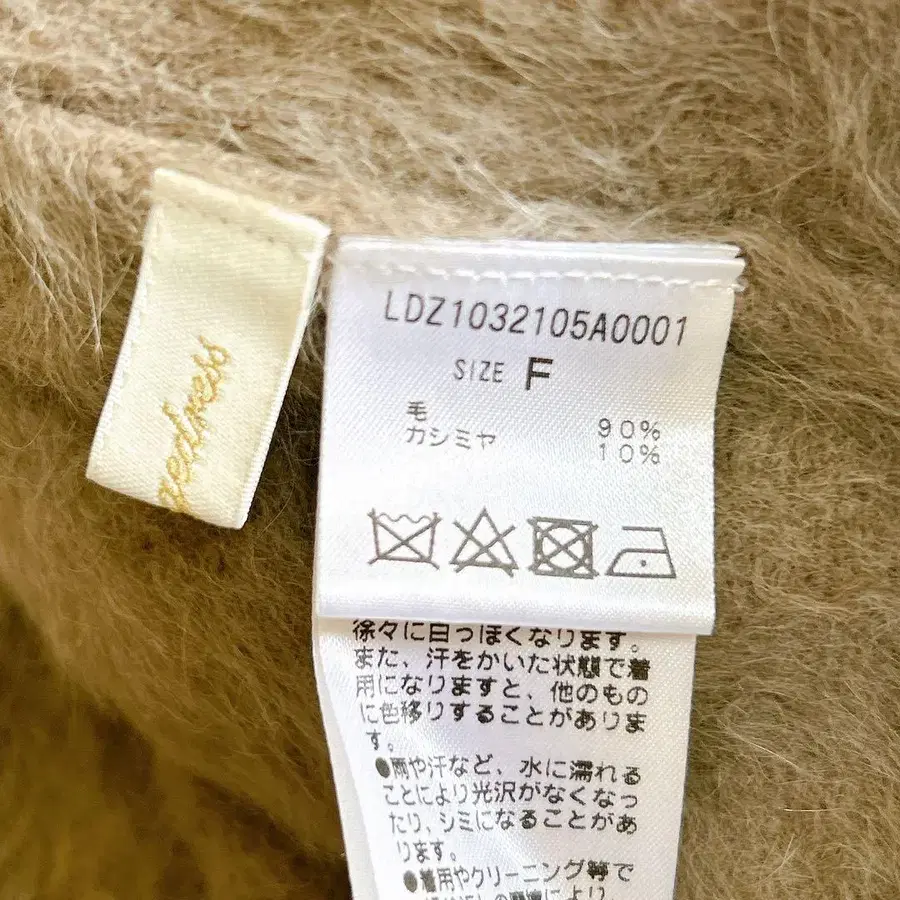 LDZ1032105A0001
SIZE F
毛 90%
カシミヤ 10%
徐々に白っぽくなります。
また、汗をかいた状態で着
用になりますと、他のもの
に色移りすることがありま
す。
●雨や汗など、水に濡れる
ことにより光沢がなくなっ
たり、シミになることがあ
ります。
●着用やクリーニング等で